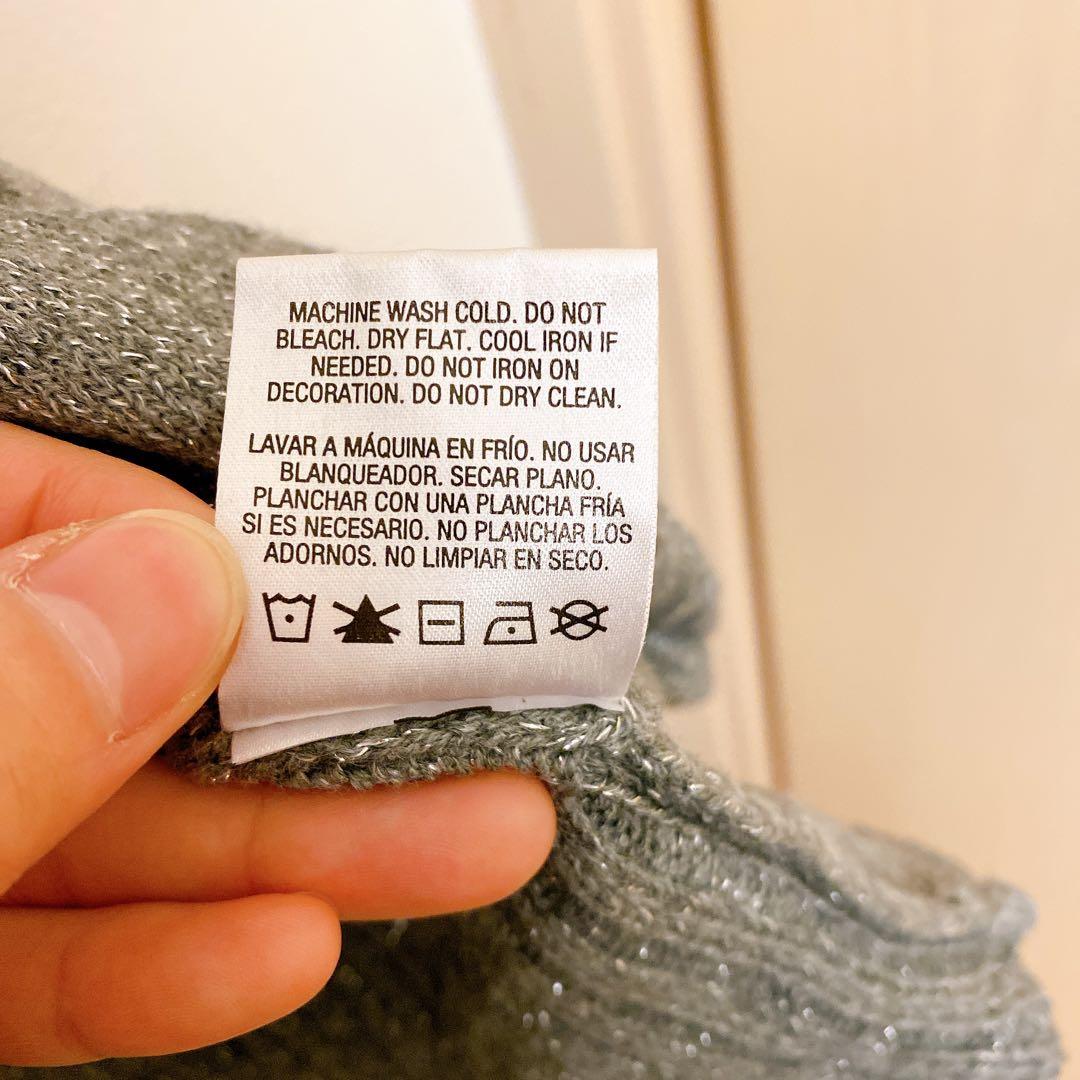 MACHINE WASH COLD. DO NOT
BLEACH. DRY FLAT. COOL IRON IF
NEEDED. DO NOT IRON ON
DECORATION. DO NOT DRY CLEAN.
LAVAR A MÁQUINA EN FRÍO. NO USAR
BLANQUEADOR. SECAR PLANO.
PLANCHAR CON UNA PLANCHA FRÍA
SI ES NECESARIO. NO PLANCHAR LOS
ADORNOS. NO LIMPIAR EN SECO.